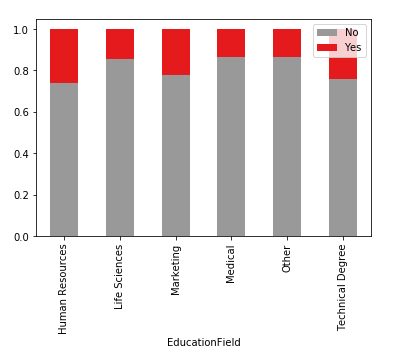 1.0
0.8
0.6
0.4
0.2
0.0
No
Yes
Human Resources
Life Sciences
Marketing
Medical
Other
Technical Degree
EducationField